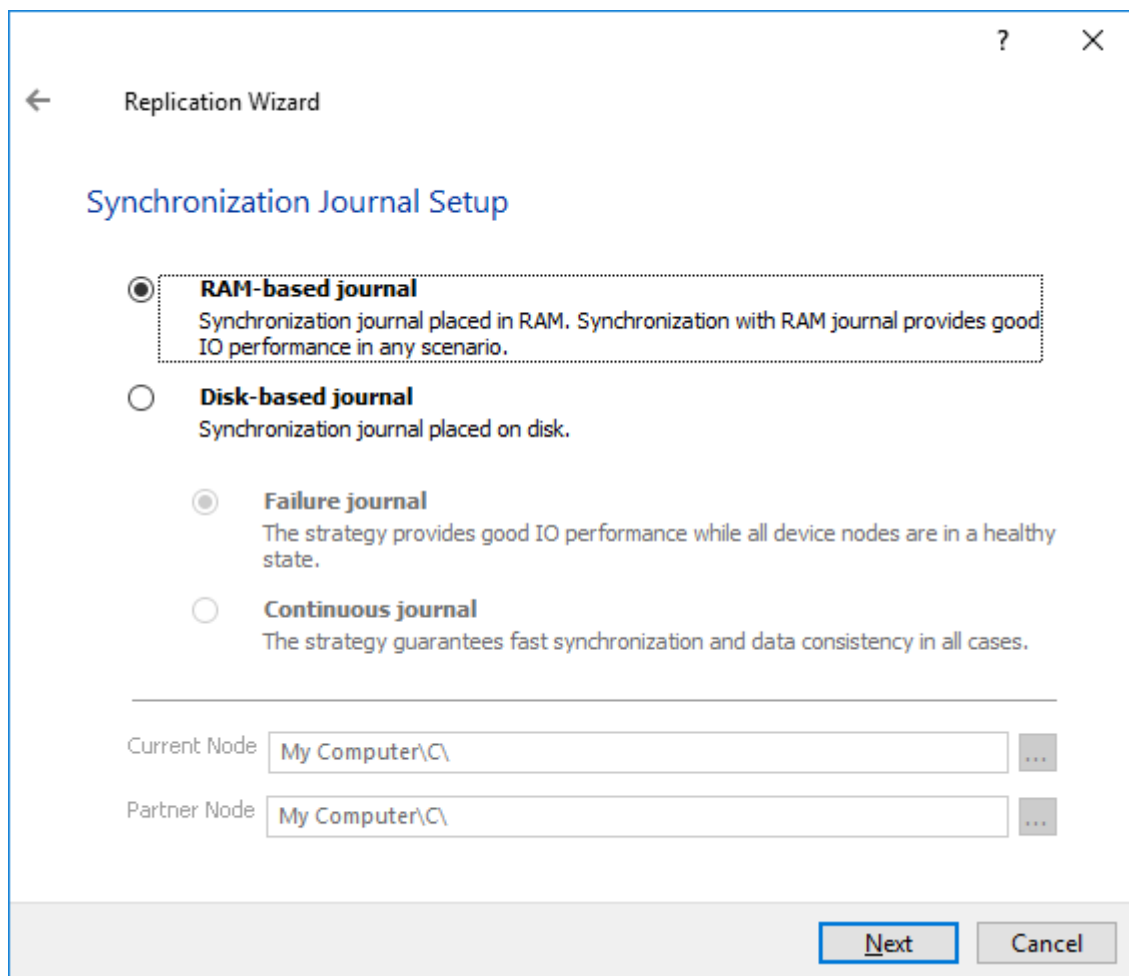 ?
Replication Wizard
Synchronization Journal Setup
RAM-based journal
Synchronization journal placed in RAM. Synchronization with RAM journal provides good
IO performance in any scenario.
Disk-based journal
Synchronization journal placed on disk.
Failure journal
The strategy provides good IO performance while all device nodes are in a healthy
state.
Continuous journal
The strategy guarantees fast synchronization and data consistency in all cases.
Current Node My Computer\C\ ...
Partner Node My Computer\C\ ...
Next Cancel